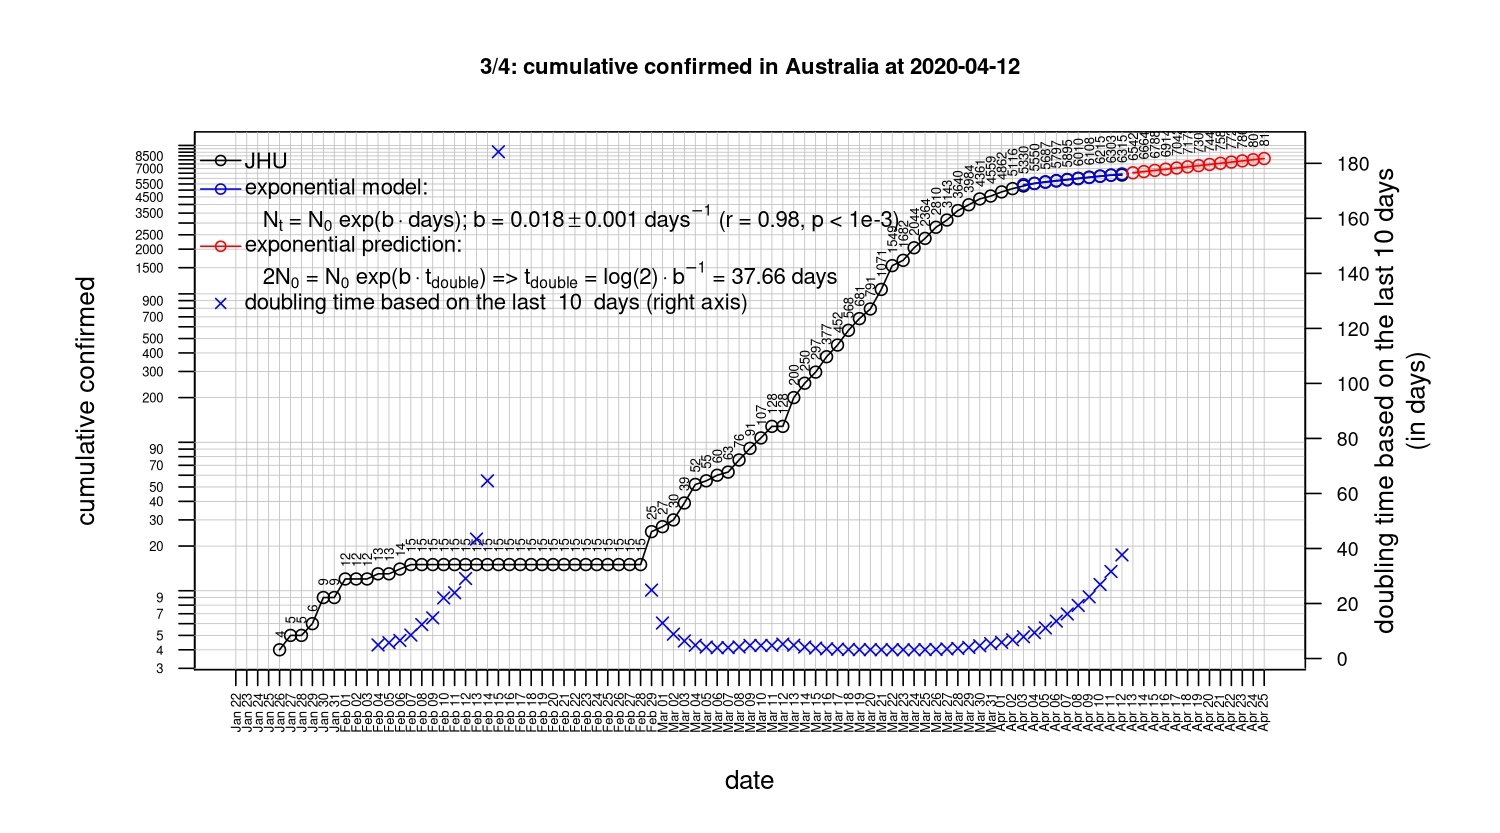 3/4: cumulative confirmed in Australia at 2020-04-12
JHU
exponential model:
Nt = N0 exp(b · days); b = 0.018 ± 0.001 days−1 (r = 0.98, p < 1e-3)
exponential prediction:
2N0 = N0 exp(b · tdouble) => tdouble = log(2) · b−1 = 37.66 days
doubling time based on the last 10 days (right axis)
cumulative confirmed
8500
7000
5500
4500
3500
2500
2000
1500
900
700
500
400
300
200
90
70
50
40
30
20
9
7
5
4
3
4 5 5 6 9 9 12 12 12 13 13 14 15 15 15 15 15 15 15 15 15 15 15 15 15 15 15 15 15 15 15 15 15 15 25 27 30 39 52 55 60 63 76 91 107 128 128 200 250 297 377 452 568 681 791 1071 1549 1682 2044 2364 2810 3143 3640 3984 4361 4559 4862 5116 5330 5550 5687 5797 5895 6010 6108 6215 6303 6315 6542 6664 6788
180
160
140
120
100
80
60
40
20
0
doubling time based on the last 10 days
(in days)
Jan 22 Jan 23 Jan 24 Jan 25 Jan 26 Jan 27 Jan 28 Jan 29 Jan 30 Jan 31 Feb 01 Feb 02 Feb 03 Feb 04 Feb 05 Feb 06 Feb 07 Feb 08 Feb 09 Feb 10 Feb 11 Feb 12 Feb 13 Feb 14 Feb 15 Feb 16 Feb 17 Feb 18 Feb 19 Feb 20 Feb 21 Feb 22 Feb 23 Feb 24 Feb 25 Feb 26 Feb 27 Feb 28 Feb 29 Mar 01 Mar 02 Mar 03 Mar 04 Mar 05 Mar 06 Mar 07 Mar 08 Mar 09 Mar 10 Mar 11 Mar 12 Mar 13 Mar 14 Mar 15 Mar 16 Mar 17 Mar 18 Mar 19 Mar 20 Mar 21 Mar 22 Mar 23 Mar 24 Mar 25 Mar 26 Mar 27 Mar 28 Mar 29 Mar 30 Mar 31 Apr 01 Apr 02 Apr 03 Apr 04 Apr 05 Apr 06 Apr 07 Apr 08 Apr 09 Apr 10 Apr 11 Apr 12 Apr 13 Apr 14 Apr 15 Apr 16 Apr 17 Apr 18 Apr 19 Apr 20 Apr 21 Apr 22 Apr 23 Apr 24 Apr 25
date